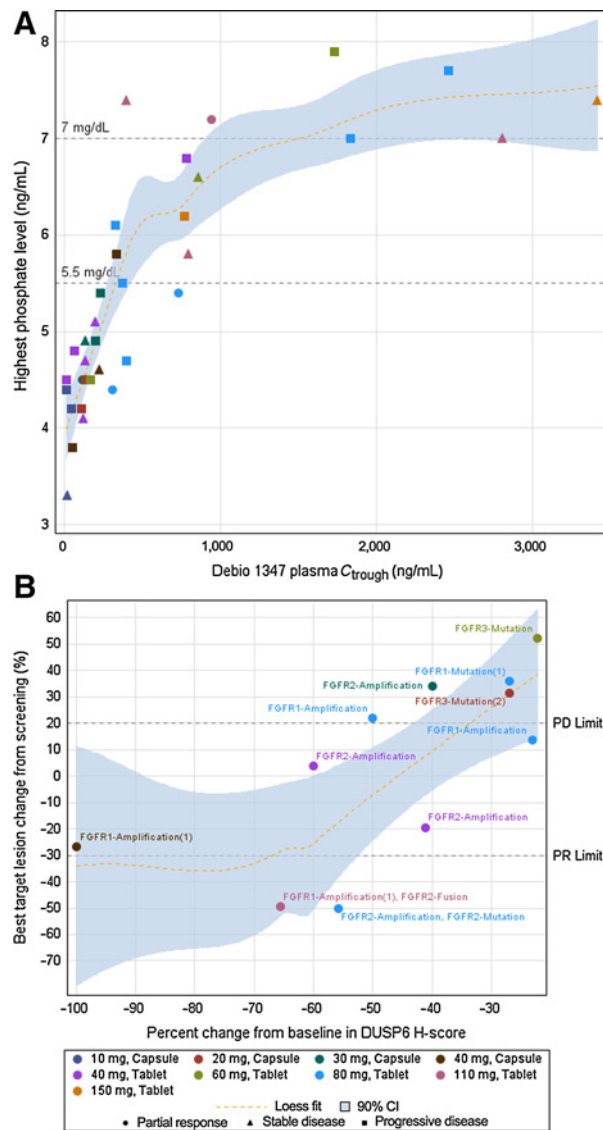 A
8
7
6
5
4
3
7 mg/dL
5.5 mg/dL
Highest phosphate level (ng/mL)
0
1,000
2,000
3,000
Debio 1347 plasma Ctrough (ng/mL)
B
60
50
40
30
20
10
0
−10
−20
−30
−40
−50
−60
−70
Best target lesion change from screening (%)
FGFR3-Mutation
FGFR1-Mutation(1)
FGFR2-Amplification
FGFR3-Mutation(2)
FGFR1-Amplification
PD Limit
FGFR1-Amplification
FGFR2-Amplification
FGFR2-Amplification
FGFR1-Amplification(1)
PR Limit
FGFR1-Amplification(1), FGFR2-Fusion
FGFR2-Amplification, FGFR2-Mutation
−100 −90 −80 −70 −60 −50 −40 −30
Percent change from baseline in DUSP6 H-score
10 mg, Capsule 20 mg, Capsule 30 mg, Capsule 40 mg, Capsule
40 mg, Tablet 60 mg, Tablet 80 mg, Tablet 110 mg, Tablet
150 mg, Tablet
Loess fit 90% CI
Partial response Stable disease Progressive disease